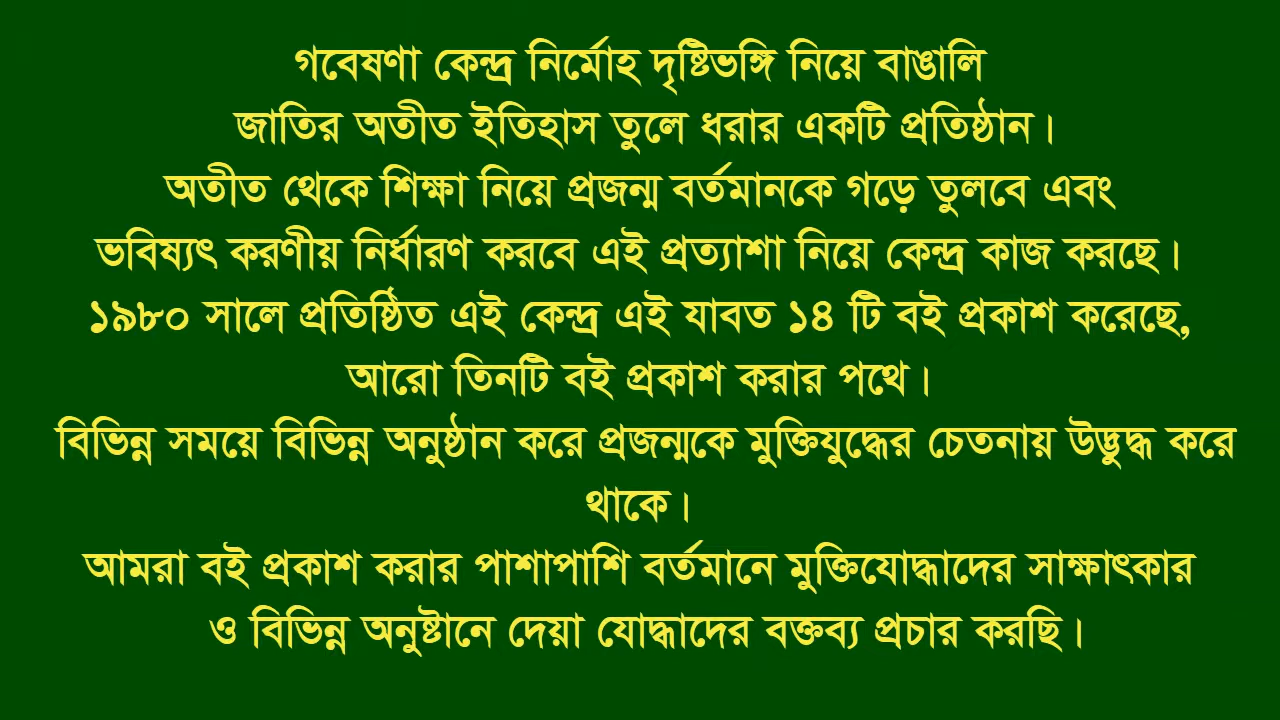 গবেষণা কেন্দ্র নির্মোহ দৃষ্টিভঙ্গি নিয়ে বাঙালি
জাতির অতীত ইতিহাস তুলে ধরার একটি প্রতিষ্ঠান।
অতীত থেকে শিক্ষা নিয়ে প্রজন্ম বর্তমানকে গড়ে তুলবে এবং
ভবিষ্যৎ করণীয় নির্ধারণ করবে এই প্রত্যাশা নিয়ে কেন্দ্র কাজ করছে।
১৯৮০ সালে প্রতিষ্ঠিত এই কেন্দ্র এই যাবত ১৪ টি বই প্রকাশ করেছে,
আরো তিনটি বই প্রকাশ করার পথে।
বিভিন্ন সময়ে বিভিন্ন অনুষ্ঠান করে প্রজন্মকে মুক্তিযুদ্ধের চেতনায় উদ্ভুদ্ধ করে
থাকে।
আমরা বই প্রকাশ করার পাশাপাশি বর্তমানে মুক্তিযোদ্ধাদের সাক্ষাৎকার
ও বিভিন্ন অনুষ্টানে দেয়া যোদ্ধাদের বক্তব্য প্রচার করছি।